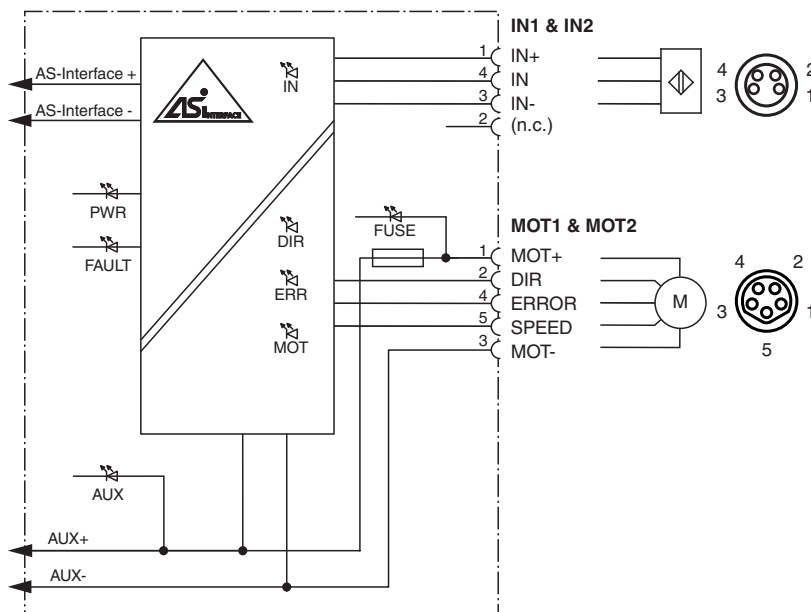 IN1 & IN2
1 IN+
4 IN
3 IN-
2 (n.c.)
4 2
3 1
AS-Interface +
AS-Interface -
ASi
INTERFACE
IN
PWR
FAULT
DIR
ERR
MOT
FUSE
MOT1 & MOT2
1 MOT+
2 DIR
4 ERROR
5 SPEED
3 MOT-
M
4 2
3 1
5
AUX
AUX+
AUX-